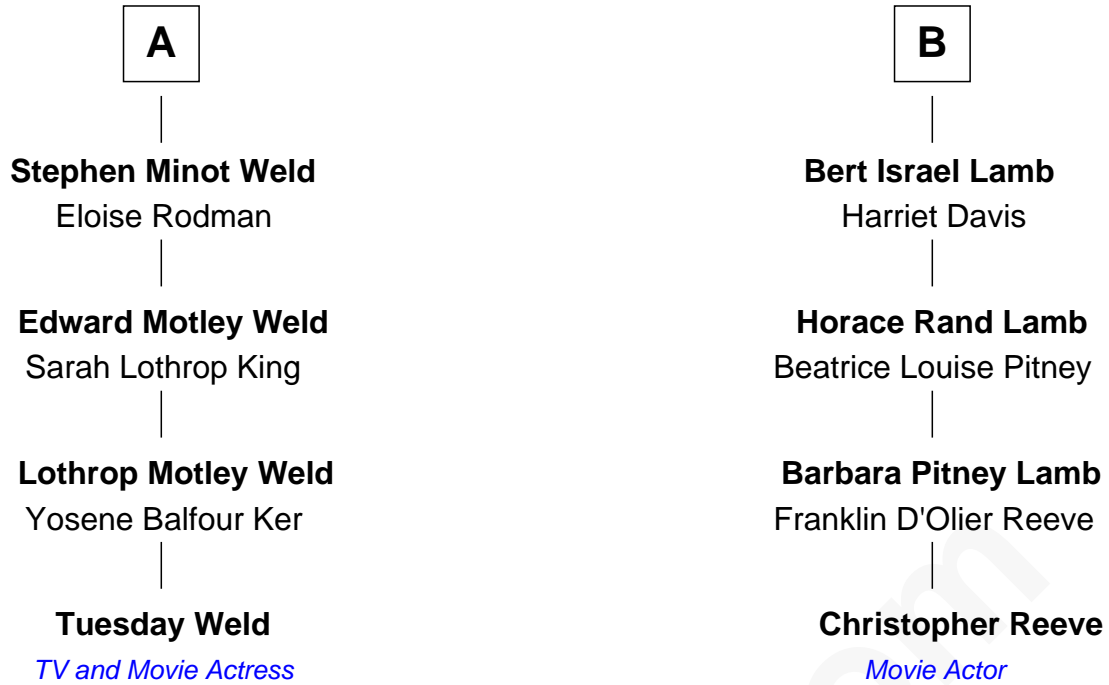 A
B
Stephen Minot Weld
Eloise Rodman
Bert Israel Lamb
Harriet Davis
Edward Motley Weld
Sarah Lothrop King
Horace Rand Lamb
Beatrice Louise Pitney
Lothrop Motley Weld
Yosene Balfour Ker
Barbara Pitney Lamb
Franklin D'Olier Reeve
Tuesday Weld
TV and Movie Actress
Christopher Reeve
Movie Actor